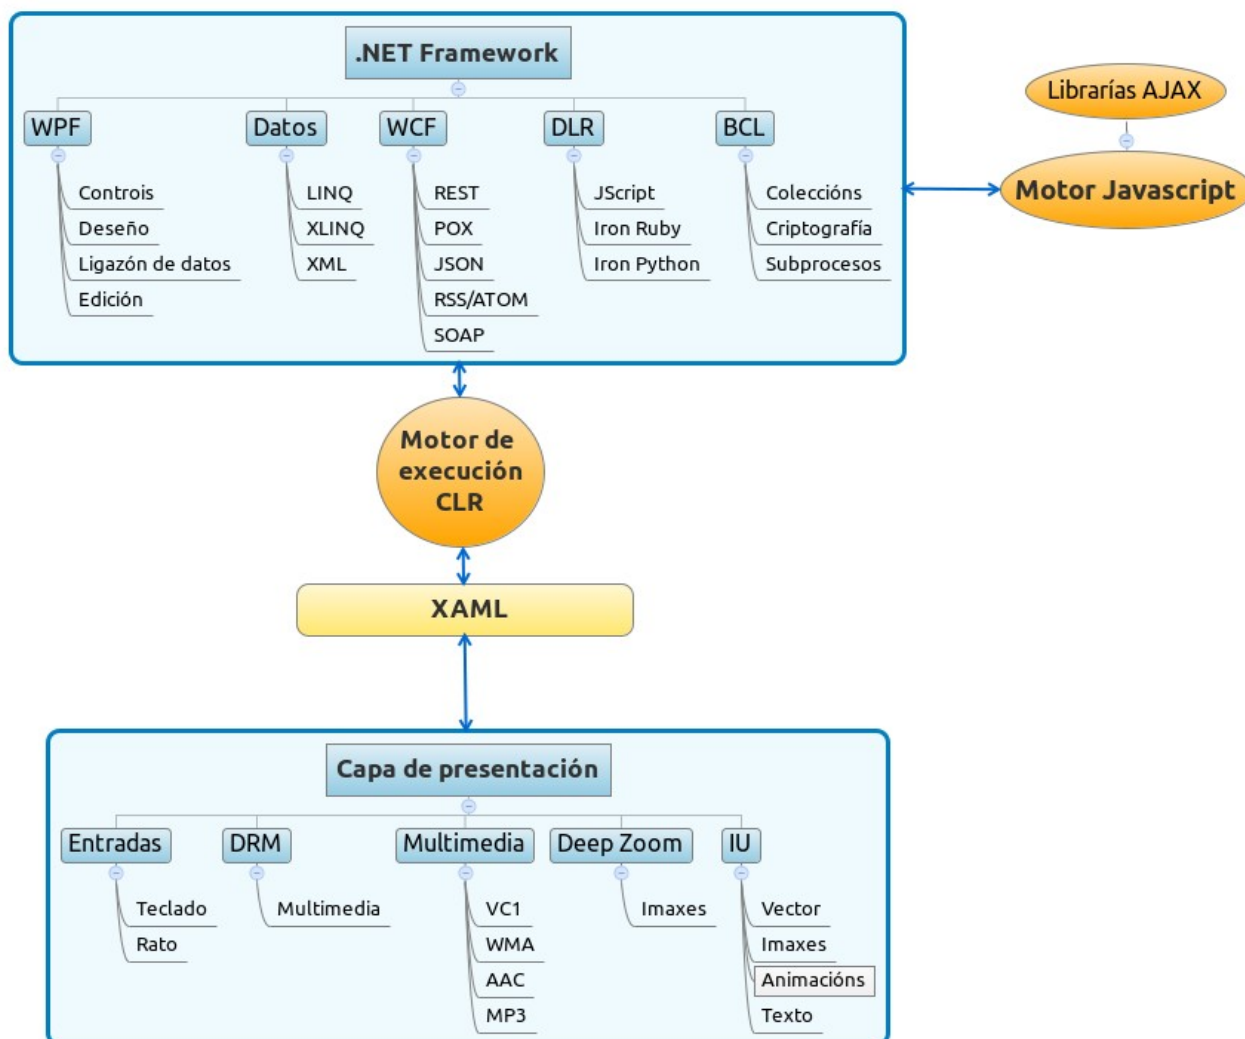 .NET Framework
WPF
Controis
Deseño
Ligazón de datos
Edición
Datos
LINQ
XLINQ
XML
WCF
REST
POX
JSON
RSS/ATOM
SOAP
DLR
JScript
Iron Ruby
Iron Python
BCL
Coleccións
Criptografía
Subprocesos
Librarías AJAX
Motor Javascript
Motor de
execución
CLR
XAML
Capa de presentación
Entradas
Teclado
Rato
DRM
Multimedia
Multimedia
VC1
WMA
AAC
MP3
Deep Zoom
Imaxes
IU
Vector
Imaxes
Animacións
Texto